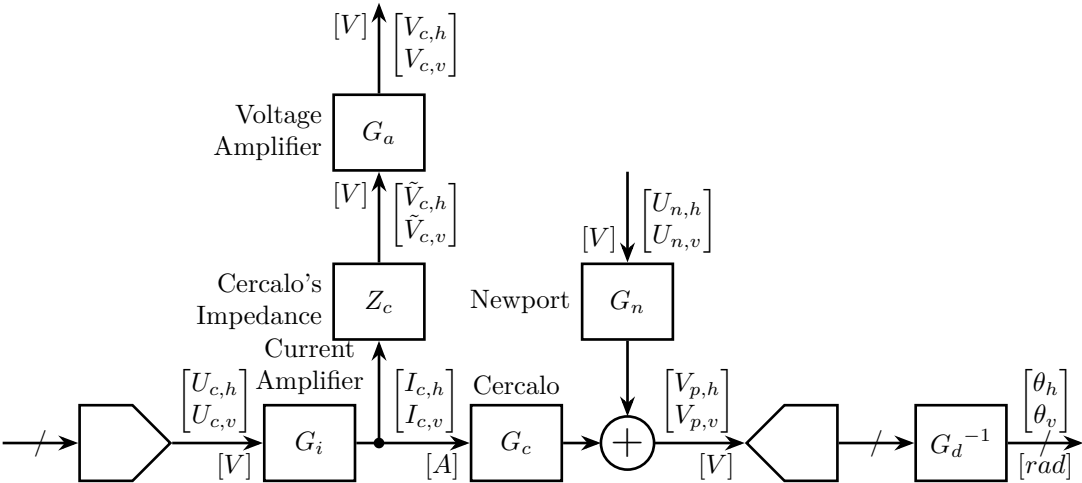 [V] [V_{c,h}
V_{c,v}]
Voltage
Amplifier
G_a
[V] [Ṽ_{c,h}
Ṽ_{c,v}]
[V] [U_{n,h}
U_{n,v}]
Cercalo's
Impedance
Z_c
Newport
G_n
Current
Amplifier
[U_{c,h}
U_{c,v}]
[V]
G_i
[I_{c,h}
I_{c,v}]
[A]
Cercalo
G_c
+
[V_{p,h}
V_{p,v}]
[V]
G_d^{-1}
[θ_h
θ_v]
[rad]